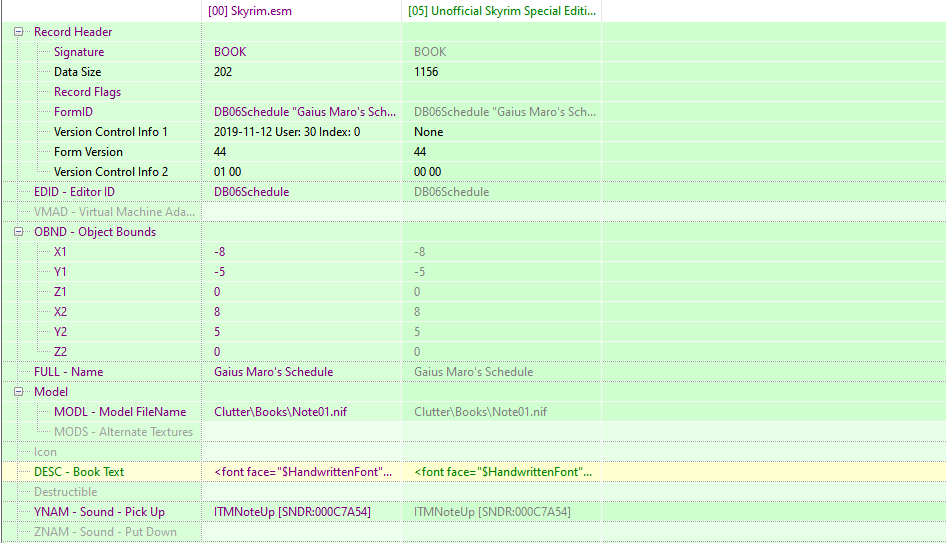 [00] Skyrim.esm [05] Unofficial Skyrim Special Editi...
Record Header
Signature BOOK BOOK
Data Size 202 1156
Record Flags
FormID DB06Schedule "Gaius Maro's Sch... DB06Schedule "Gaius Maro's Sch...
Version Control Info 1 2019-11-12 User: 30 Index: 0 None
Form Version 44 44
Version Control Info 2 01 00 00 00
EDID - Editor ID DB06Schedule DB06Schedule
VMAD - Virtual Machine Ada...
OBND - Object Bounds
X1 -8 -8
Y1 -5 -5
Z1 0 0
X2 8 8
Y2 5 5
Z2 0 0
FULL - Name Gaius Maro's Schedule Gaius Maro's Schedule
Model
MODL - Model FileName Clutter\Books\Note01.nif Clutter\Books\Note01.nif
MODS - Alternate Textures
Icon
DESC - Book Text <font face="$HandwrittenFont"... <font face="$HandwrittenFont"...
Destructible
YNAM - Sound - Pick Up ITMNoteUp [SNDR:000C7A54] ITMNoteUp [SNDR:000C7A54]
ZNAM - Sound - Put Down